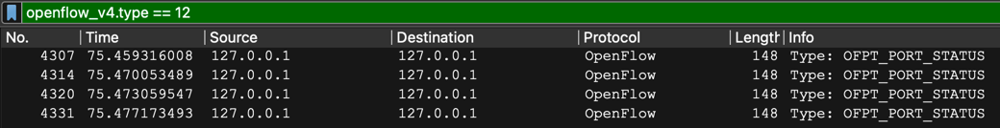 openflow_v4.type == 12
No. Time Source Destination Protocol Length Info
4307 75.459316008 127.0.0.1 127.0.0.1 OpenFlow 148 Type: OFPT_PORT_STATUS
4314 75.470053489 127.0.0.1 127.0.0.1 OpenFlow 148 Type: OFPT_PORT_STATUS
4320 75.473059547 127.0.0.1 127.0.0.1 OpenFlow 148 Type: OFPT_PORT_STATUS
4331 75.477173493 127.0.0.1 127.0.0.1 OpenFlow 148 Type: OFPT_PORT_STATUS